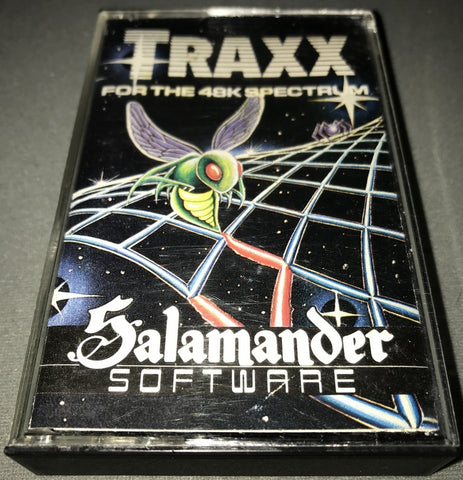 TRAXX
FOR THE 48K SPECTRUM
Salamander
SOFTWARE